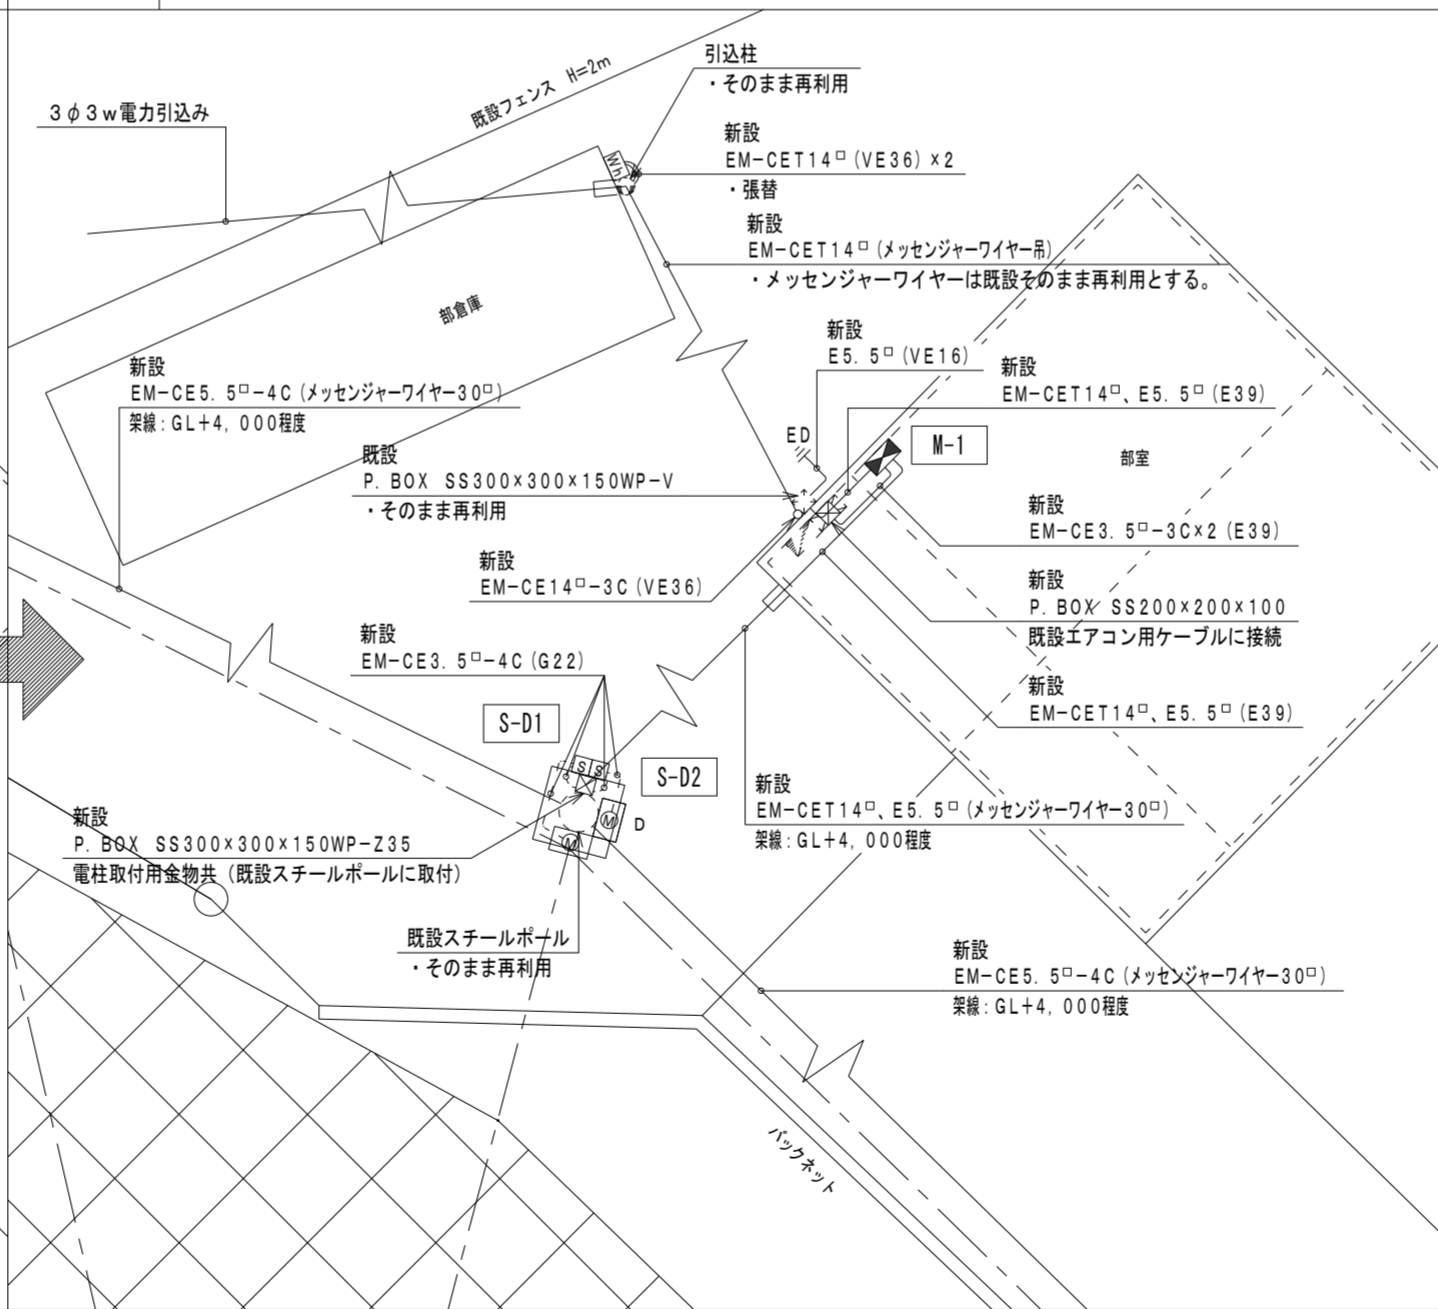 引込柱
・そのまま再利用
既設フェンス H=2m
3φ3w電力引込み
新設
EM-CET14□(VE36)×2
・張替
Wh
新設
EM-CET14□(メッセンジャーワイヤー吊)
・メッセンジャーワイヤーは既設そのまま再利用とする。
部倉庫
新設
E5.5□(VE16)
新設
EM-CE5.5□-4C(メッセンジャーワイヤー30□)
架線:GL+4,000程度
新設
EM-CET14□、E5.5□(E39)
ED
M-1
部室
既設
P.BOX SS300×300×150WP-V
・そのまま再利用
新設
EM-CE3.5□-3C×2(E39)
新設
EM-CE14□-3C(VE36)
新設
P.BOX SS200×200×100
既設エアコン用ケーブルに接続
新設
EM-CE3.5□-4C(G22)
新設
EM-CET14□、E5.5□(E39)
S-D1
S
S
S-D2
新設
EM-CET14□、E5.5□(メッセンジャーワイヤー30□)
架線:GL+4,000程度
M
D
M
新設
P.BOX SS300×300×150WP-Z35
電柱取付用金物共(既設スチールポールに取付)
既設スチールポール
・そのまま再利用
新設
EM-CE5.5□-4C(メッセンジャーワイヤー30□)
架線:GL+4,000程度
バックネット